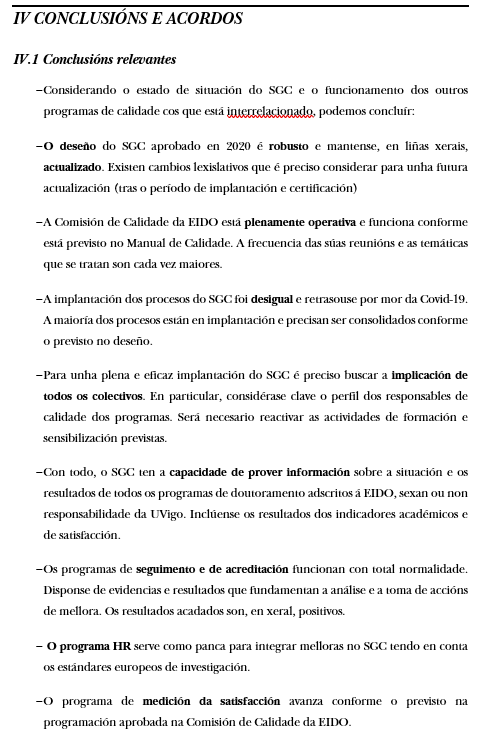 IV CONCLUSIÓNS E ACORDOS
IV.1 Conclusións relevantes
–Considerando o estado de situación do SGC e o funcionamento dos outros
programas de calidade cos que está interrelacionado, podemos concluír:
–O deseño do SGC aprobado en 2020 é robusto e mantense, en liñas xerais,
actualizado. Existen cambios lexislativos que é preciso considerar para unha futura
actualización (tras o período de implantación e certificación)
–A Comisión de Calidade da EIDO está plenamente operativa e funciona conforme
está previsto no Manual de Calidade. A frecuencia das súas reunións e as temáticas
que se tratan son cada vez maiores.
–A implantación dos procesos do SGC foi desigual e retrasouse por mor da Covid-19.
A maioría dos procesos están en implantación e precisan ser consolidados conforme
o previsto no deseño.
–Para unha plena e eficaz implantación do SGC é preciso buscar a implicación de
todos os colectivos. En particular, considérase clave o perfil dos responsables de
calidade dos programas. Será necesario reactivar as actividades de formación e
sensibilización previstas.
–Con todo, o SGC ten a capacidade de prover información sobre a situación e os
resultados de todos os programas de doutoramento adscritos á EIDO, sexan ou non
responsabilidade da UVigo. Inclúense os resultados dos indicadores académicos e
de satisfacción.
–Os programas de seguimento e de acreditación funcionan con total normalidade.
Disponse de evidencias e resultados que fundamentan a análise e a toma de accións
de mellora. Os resultados acadados son, en xeral, positivos.
– O programa HR serve como panca para integrar melloras no SGC tendo en conta
os estándares europeos de investigación.
–O programa de medición da satisfacción avanza conforme o previsto na
programación aprobada na Comisión de Calidade da EIDO.